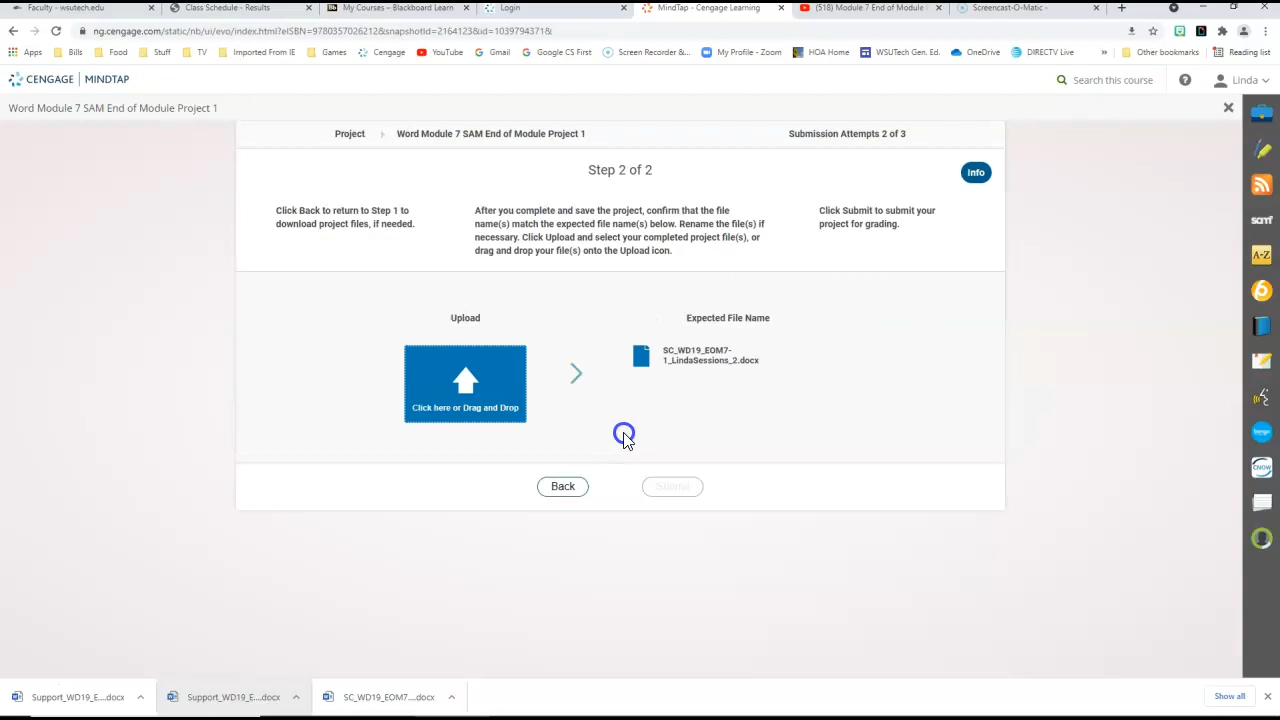 Faculty – wsutech.edu
Class Schedule - Results
My Courses – Blackboard Learn
Login
MindTap - Cengage Learning
(518) Module 7 End of Module
Screencast-O-Matic -
ng.cengage.com/static/nb/ui/evo/index.html?eISBN=9780357026212&snapshotId=2164123&id=1039794371&
Apps
Bills
Food
Stuff
TV
Imported From IE
Games
Cengage
YouTube
Gmail
Google CS First
Screen Recorder &...
My Profile - Zoom
HOA Home
WSUTech Gen. Ed.
OneDrive
DIRECTV Live
»
Other bookmarks
Reading list
CENGAGE | MINDTAP
Search this course
Linda
Word Module 7 SAM End of Module Project 1
Project
Word Module 7 SAM End of Module Project 1
Submission Attempts 2 of 3
Step 2 of 2
Info
Click Back to return to Step 1 to
download project files, if needed.
After you complete and save the project, confirm that the file
name(s) match the expected file name(s) below. Rename the file(s) if
necessary. Click Upload and select your completed project file(s), or
drag and drop your file(s) onto the Upload icon.
Click Submit to submit your
project for grading.
Upload
Expected File Name
Click here or Drag and Drop
SC_WD19_EOM7-
1_LindaSessions_2.docx
Back
Submit
A-Z
CNOW
Support_WD19_E....docx
Support_WD19_E....docx
SC_WD19_EOM7....docx
Show all